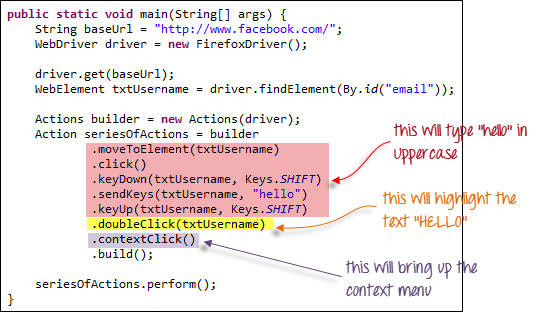 public static void main(String[] args) {
String baseUrl = "http://www.facebook.com/";
WebDriver driver = new FirefoxDriver();
driver.get(baseUrl);
WebElement txtUsername = driver.findElement(By.id("email"));
Actions builder = new Actions(driver);
Action seriesOfActions = builder
.moveToElement(txtUsername)
.click()
.keyDown(txtUsername, Keys.SHIFT)
.sendKeys(txtUsername, "hello")
.keyUp(txtUsername, Keys.SHIFT)
.doubleClick(txtUsername)
.contextClick()
.build();
seriesOfActions.perform();
}
this will type "hello" in
uppercase
this will highlight the
text "HELLO"
this will bring up the
context menu